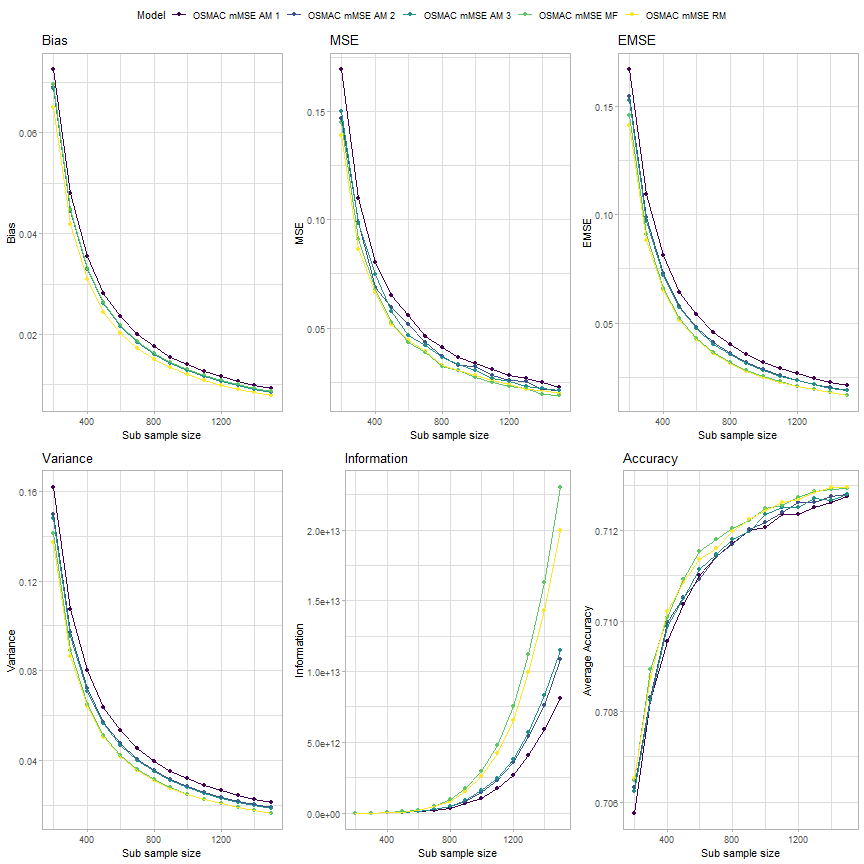 Model OSMAC mMSE AM 1 OSMAC mMSE AM 2 OSMAC mMSE AM 3 OSMAC mMSE MF OSMAC mMSE RM
Bias MSE EMSE
Bias
0.06
0.04
0.02
400 800 1200
Sub sample size
MSE
0.15
0.10
0.05
400 800 1200
Sub sample size
EMSE
0.15
0.10
0.05
400 800 1200
Sub sample size
Variance Information Accuracy
Variance
0.16
0.12
0.08
0.04
400 800 1200
Sub sample size
Information
2.0e+13
1.5e+13
1.0e+13
5.0e+12
0.0e+00
400 800 1200
Sub sample size
Average Accuracy
0.712
0.710
0.708
0.706
400 800 1200
Sub sample size